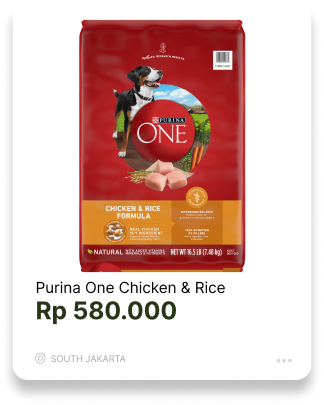 PURINA
ONE
CHICKEN & RICE
FORMULA
REAL CHICKEN
IS #1 INGREDIENT
NATURAL
NET WT 16.5 LB (7.48 kg)
Purina One Chicken & Rice
Rp 580.000
SOUTH JAKARTA